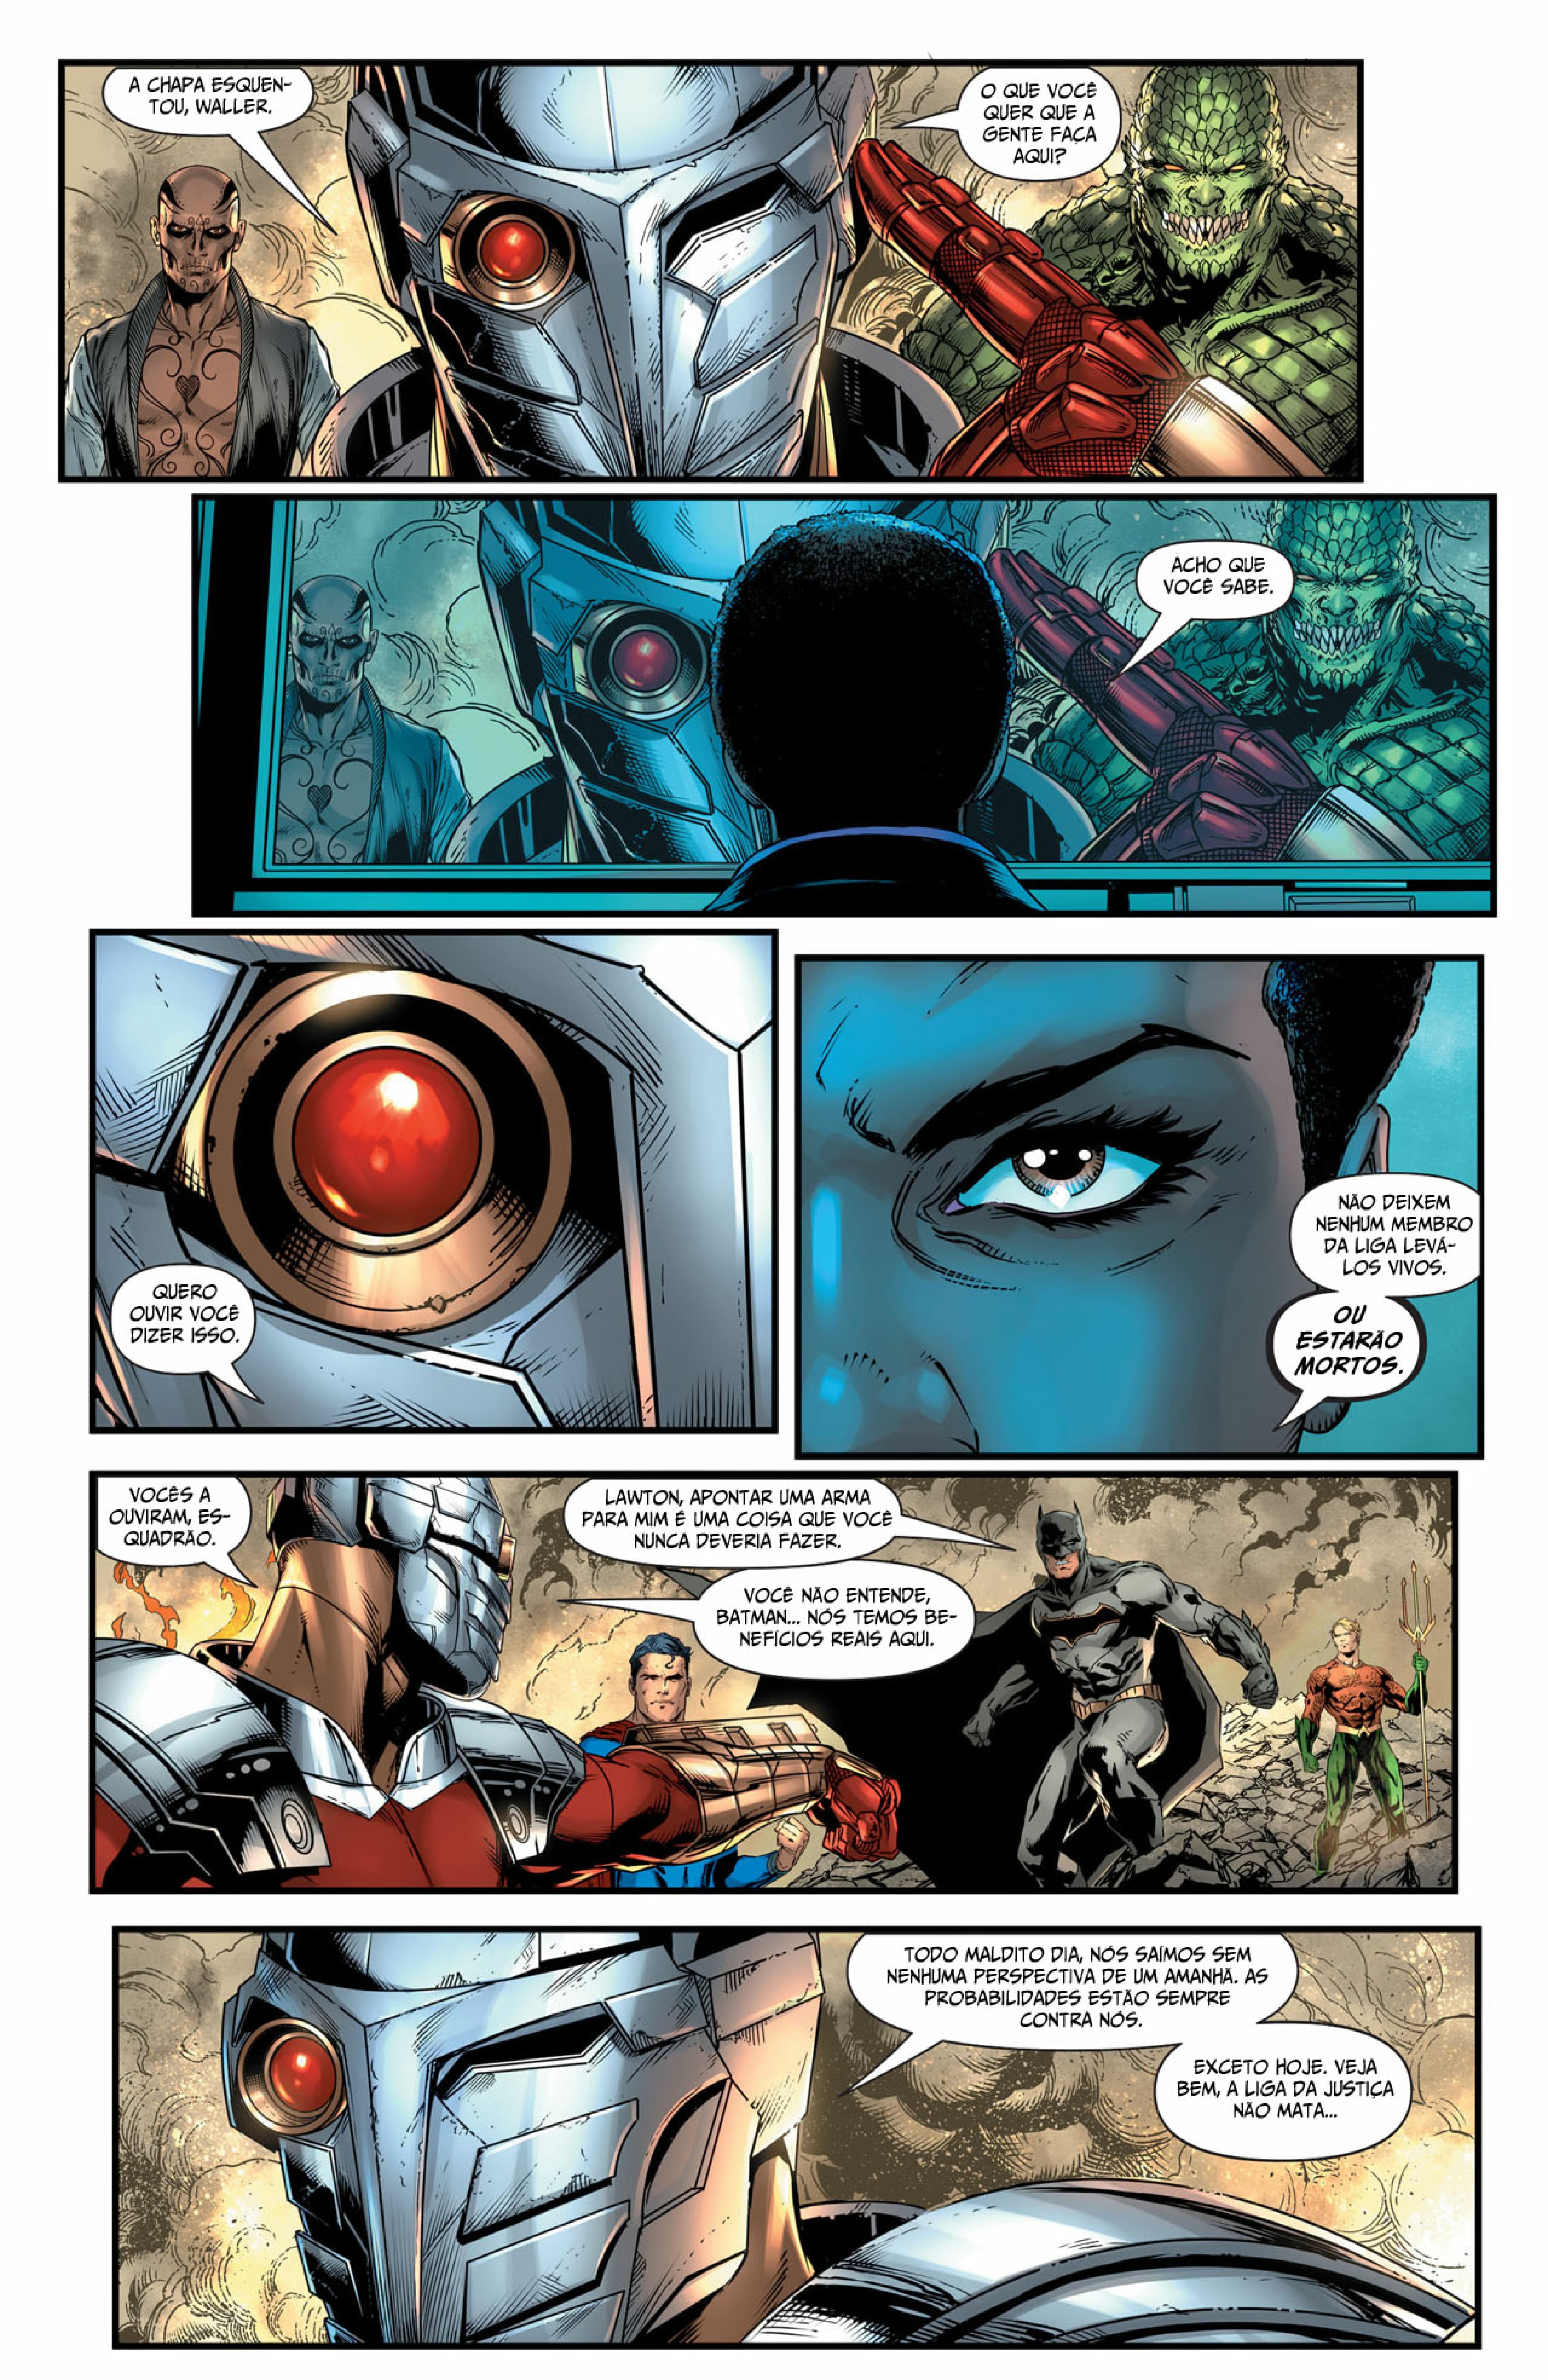 A CHAPA ESQUEN-
TOU, WALLER.
O QUE VOCÊ
QUER QUE A
GENTE FAÇA
AQUI?
ACHO QUE
VOCÊ SABE.
QUERO
OUVIR VOCÊ
DIZER ISSO.
NÃO DEIXEM
NENHUM MEMBRO
DA LIGA LEVÁ-
LOS VIVOS.
OU
ESTARÃO
MORTOS.
VOCÊS A
OUVIRAM, ES-
QUADRÃO.
LAWTON, APONTAR UMA ARMA
PARA MIM É UMA COISA QUE VOCÊ
NUNCA DEVERIA FAZER.
VOCÊ NÃO ENTENDE,
BATMAN... NÓS TEMOS BE-
NEFÍCIOS REAIS AQUI.
TODO MALDITO DIA, NÓS SAÍMOS SEM
NENHUMA PERSPECTIVA DE UM AMANHÃ. AS
PROBABILIDADES ESTÃO SEMPRE
CONTRA NÓS.
EXCETO HOJE. VEJA
BEM, A LIGA DA JUSTIÇA
NÃO MATA...